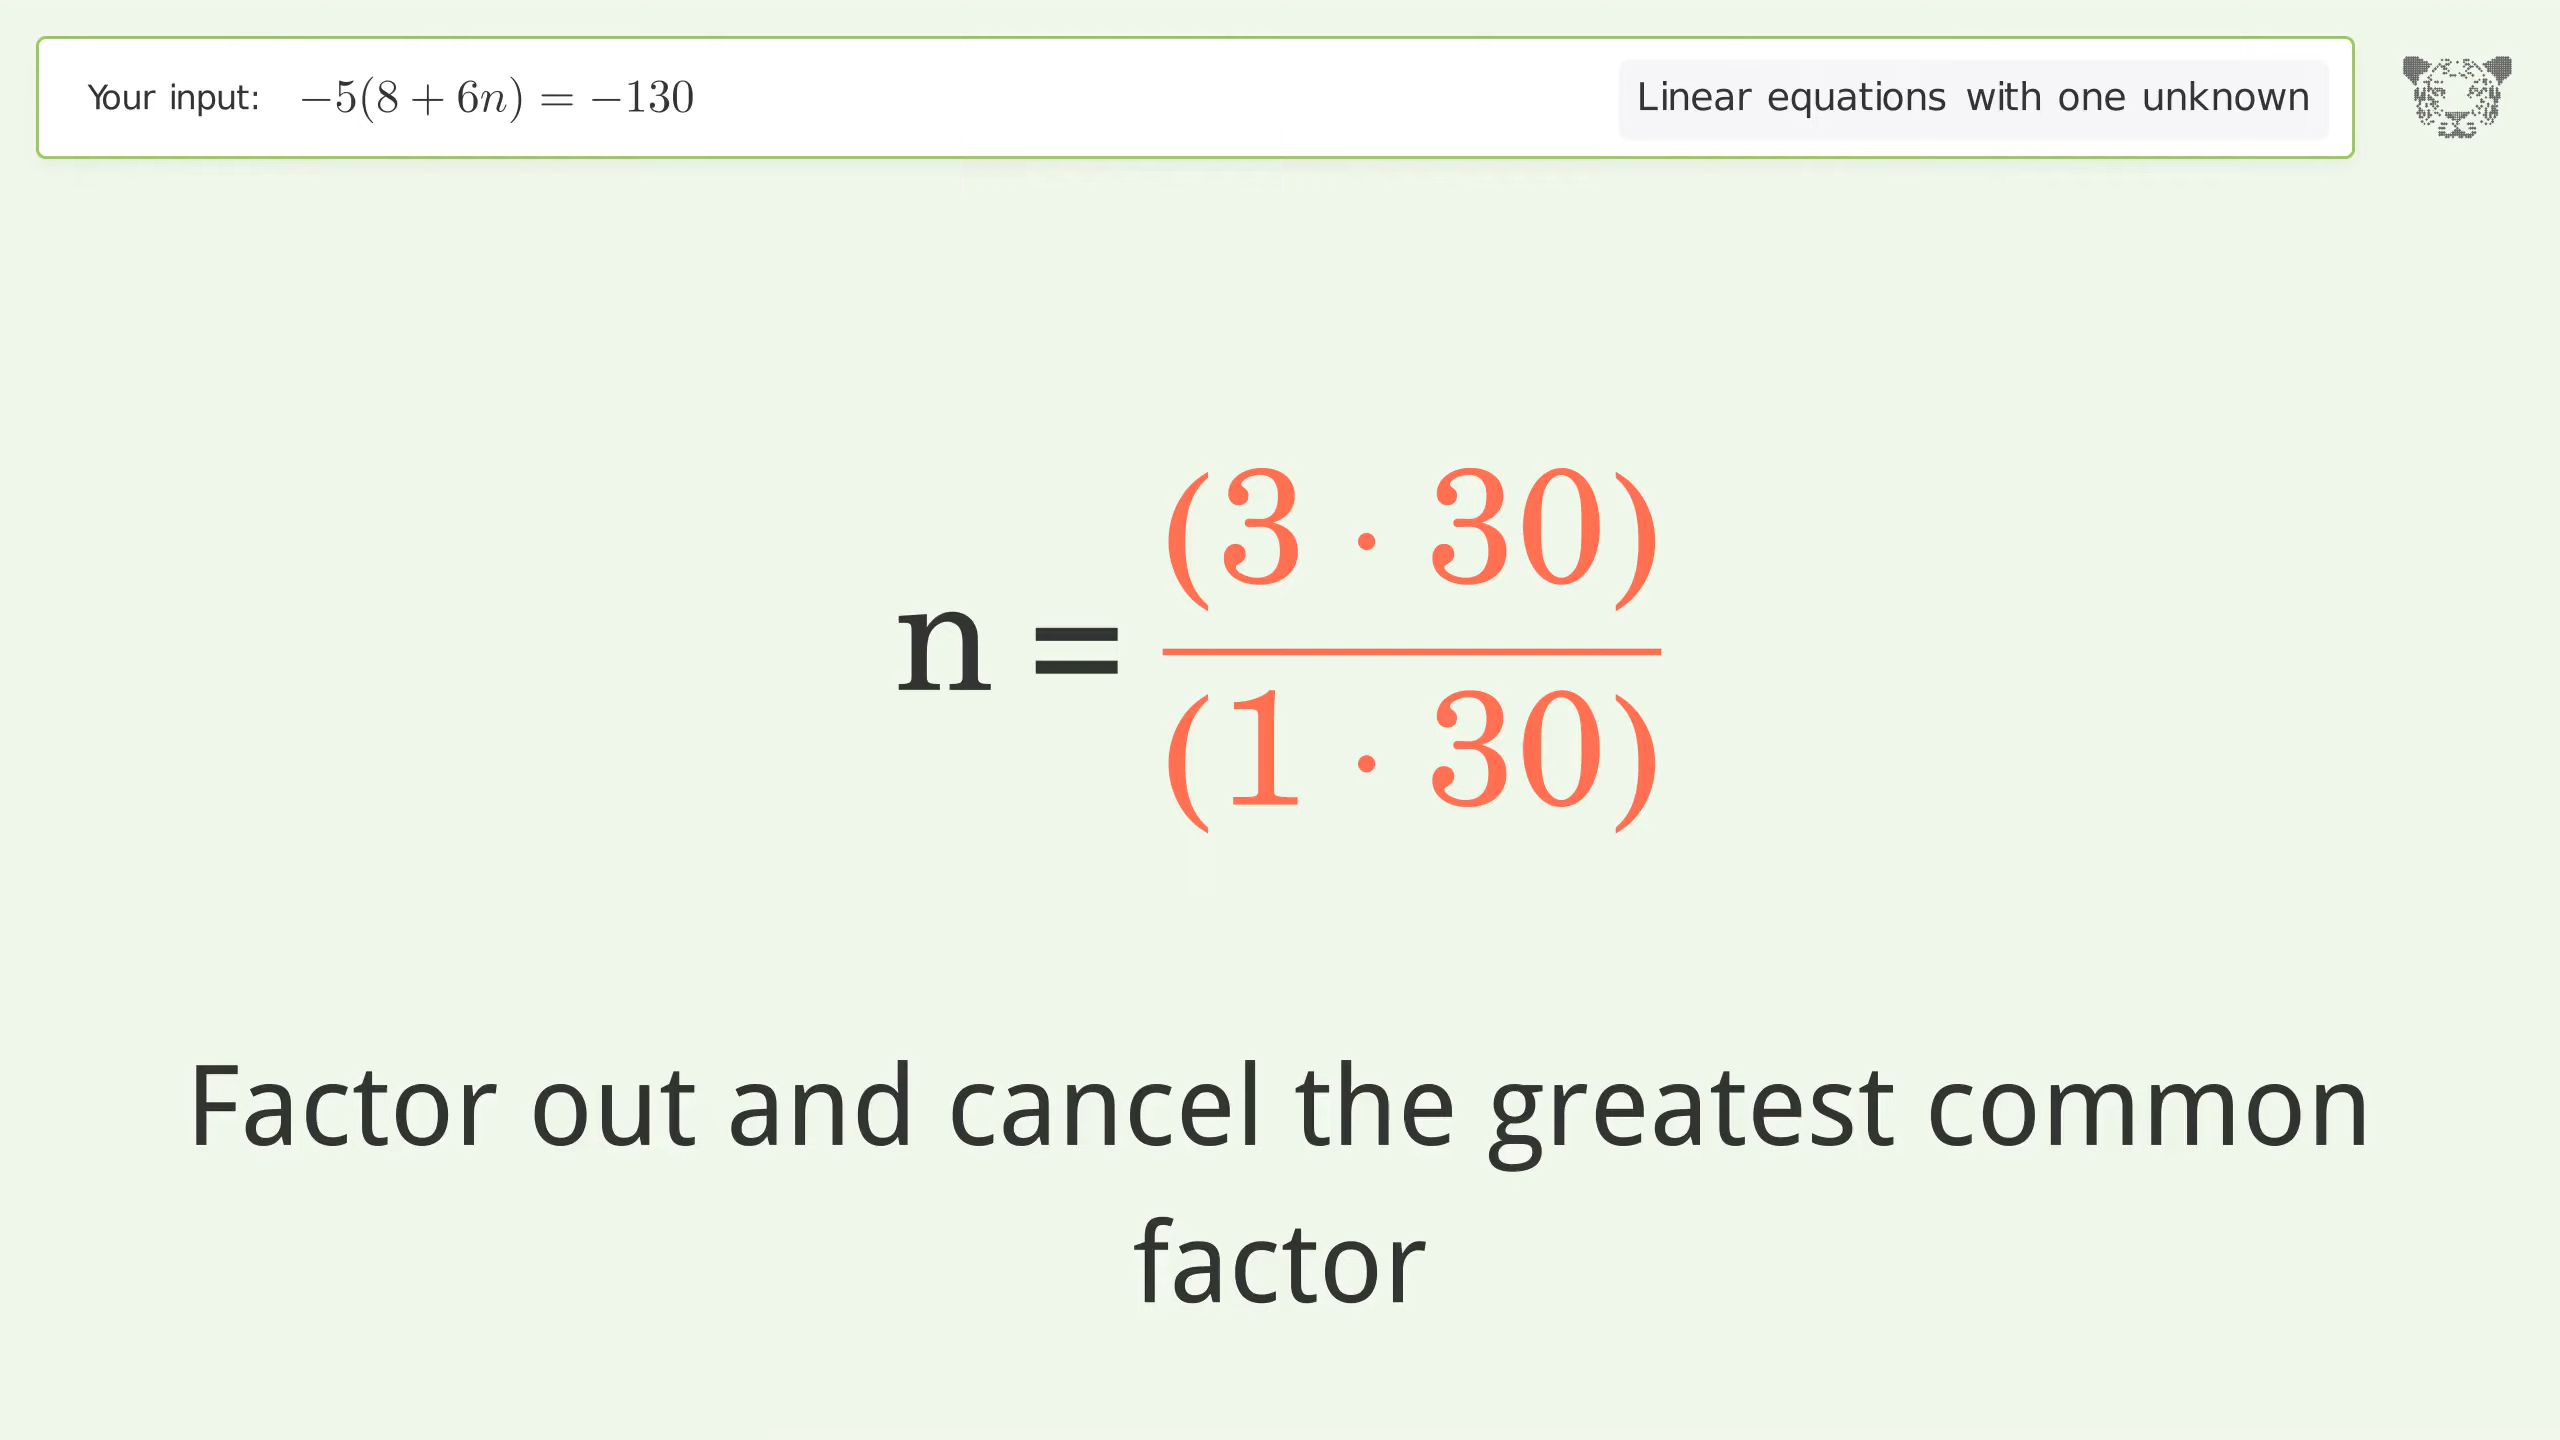 Your input: −5(8 + 6n) = −130
Linear equations with one unknown
n = (3 · 30) / (1 · 30)
Factor out and cancel the greatest common
factor